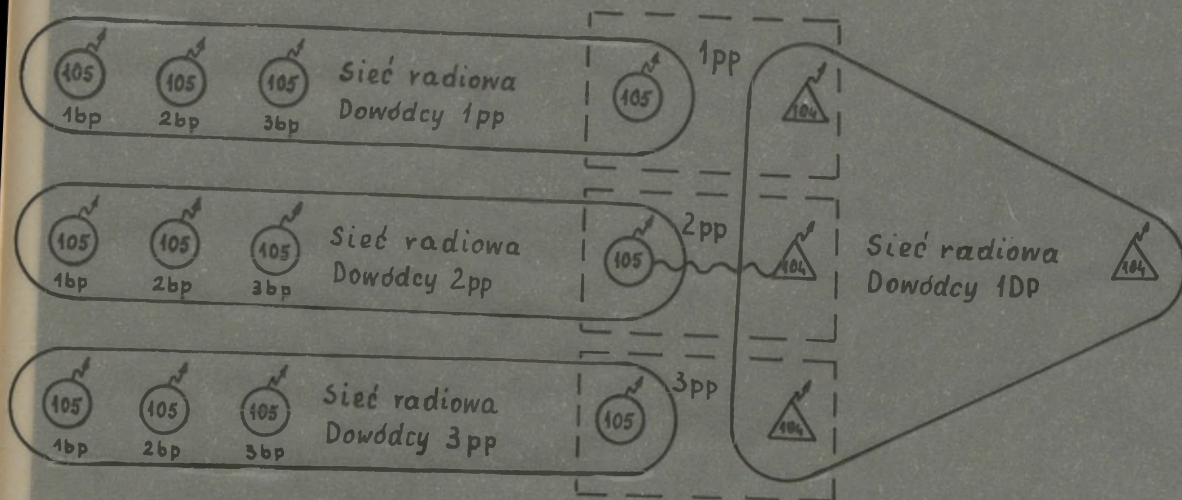 105 105 105 Sieć radiowa
Dowódcy 1pp
1bp 2bp 3bp
105
1pp
104
105 105 105 Sieć radiowa
Dowódcy 2pp
1bp 2bp 3bp
105
2pp
104
Sieć radiowa
Dowódcy 1DP
104
105 105 105 Sieć radiowa
Dowódcy 3pp
1bp 2bp 3bp
105
3pp
104